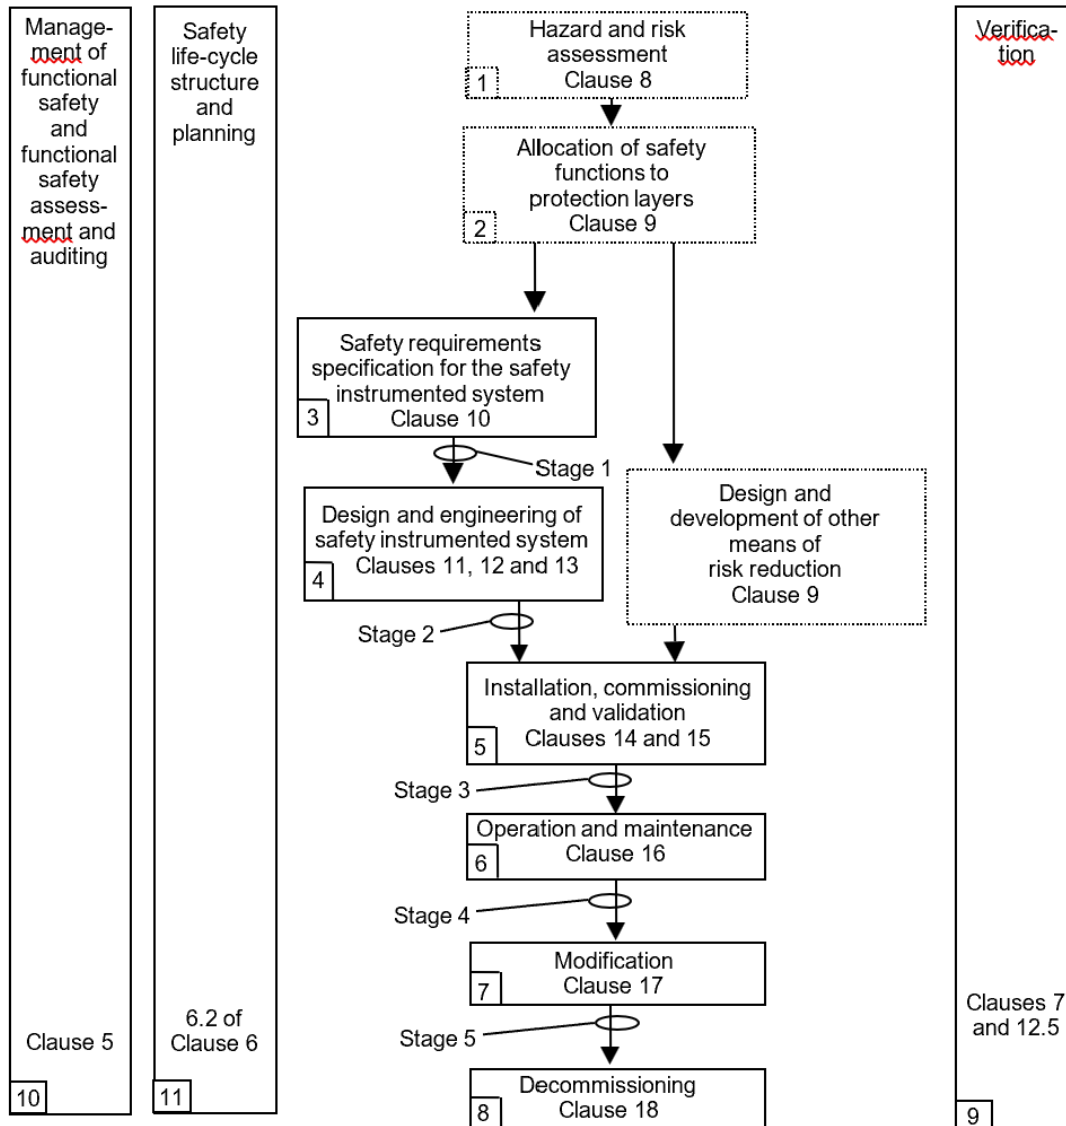 Manage-
ment of
functional
safety
and
functional
safety
assess-
ment and
auditing
Clause 5
10
Safety
life-cycle
structure
and
planning
6.2 of
Clause 6
11
Hazard and risk
assessment
Clause 8
1
Allocation of safety
functions to
protection layers
Clause 9
2
Safety requirements
specification for the safety
instrumented system
Clause 10
3
Stage 1
Design and engineering of
safety instrumented system
Clauses 11, 12 and 13
4
Design and
development of other
means of
risk reduction
Clause 9
Stage 2
Installation, commissioning
and validation
Clauses 14 and 15
5
Stage 3
Operation and maintenance
Clause 16
6
Stage 4
Modification
Clause 17
7
Stage 5
Decommissioning
Clause 18
8
Verifica-
tion
Clauses 7
and 12.5
9